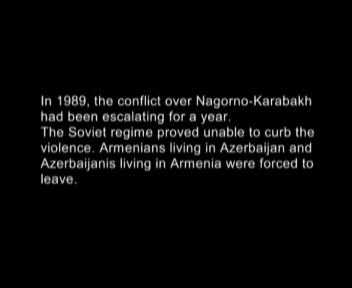 In 1989, the conflict over Nagorno-Karabakh
had been escalating for a year.
The Soviet regime proved unable to curb the
violence. Armenians living in Azerbaijan and
Azerbaijanis living in Armenia were forced to
leave.